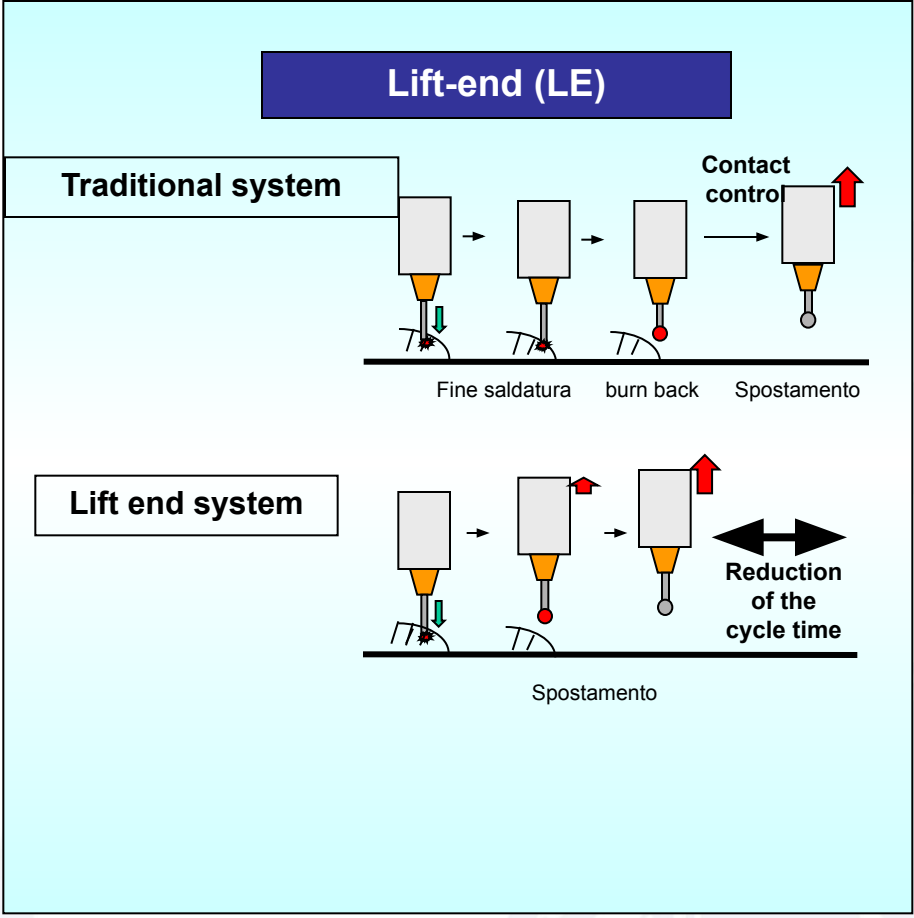 Lift-end (LE)
Traditional system
Contact
control
Fine saldatura
burn back
Spostamento
Lift end system
Reduction
of the
cycle time
Spostamento